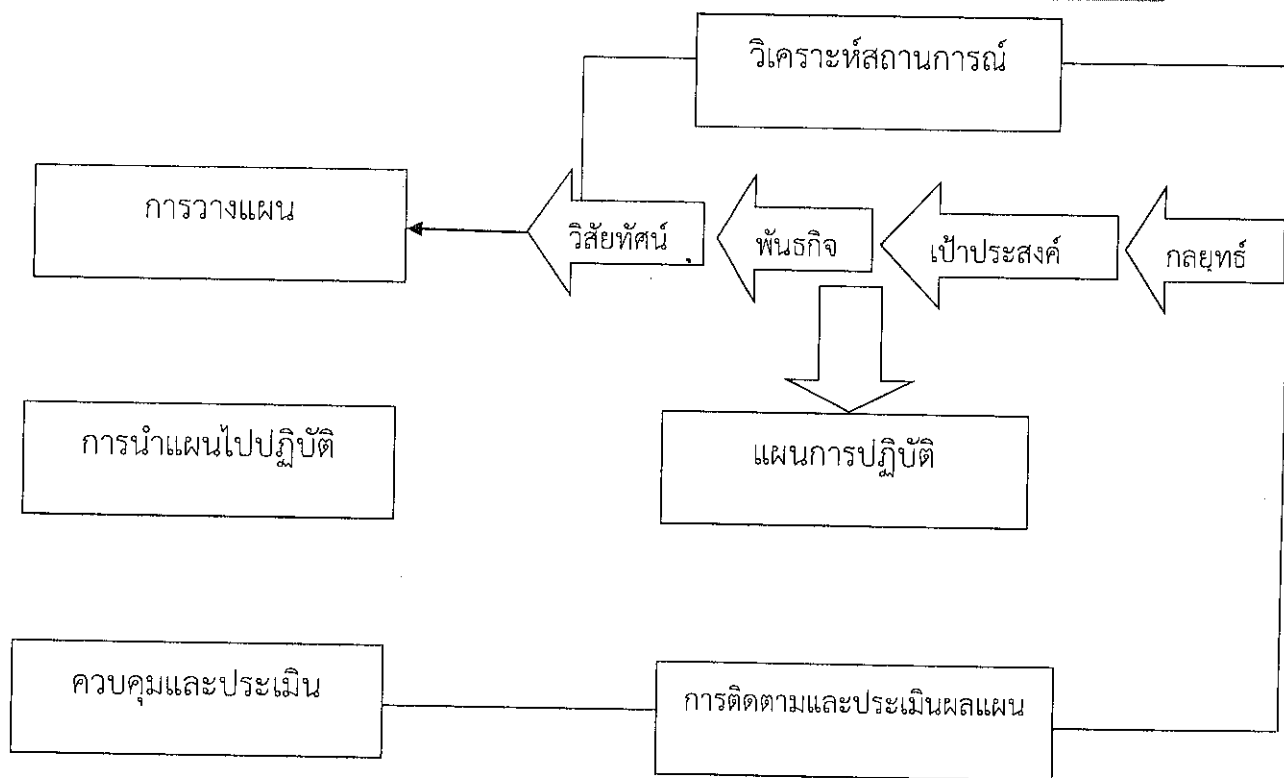 วิเคราะห์สถานการณ์
การวางแผน
วิสัยทัศน์
พันธกิจ
เป้าประสงค์
กลยุทธ์
การนำแผนไปปฏิบัติ
แผนการปฏิบัติ
ควบคุมและประเมิน
การติดตามและประเมินผลแผน